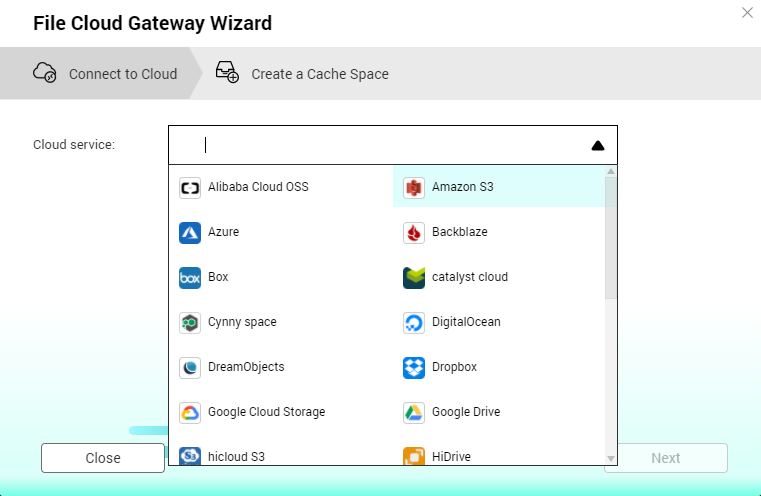 File Cloud Gateway Wizard
Connect to Cloud
Create a Cache Space
Cloud service:
Alibaba Cloud OSS
Amazon S3
Azure
Backblaze
box
Box
catalyst cloud
Cynny space
DigitalOcean
DreamObjects
Dropbox
Google Cloud Storage
Google Drive
hicloud S3
HiDrive
Close
Next